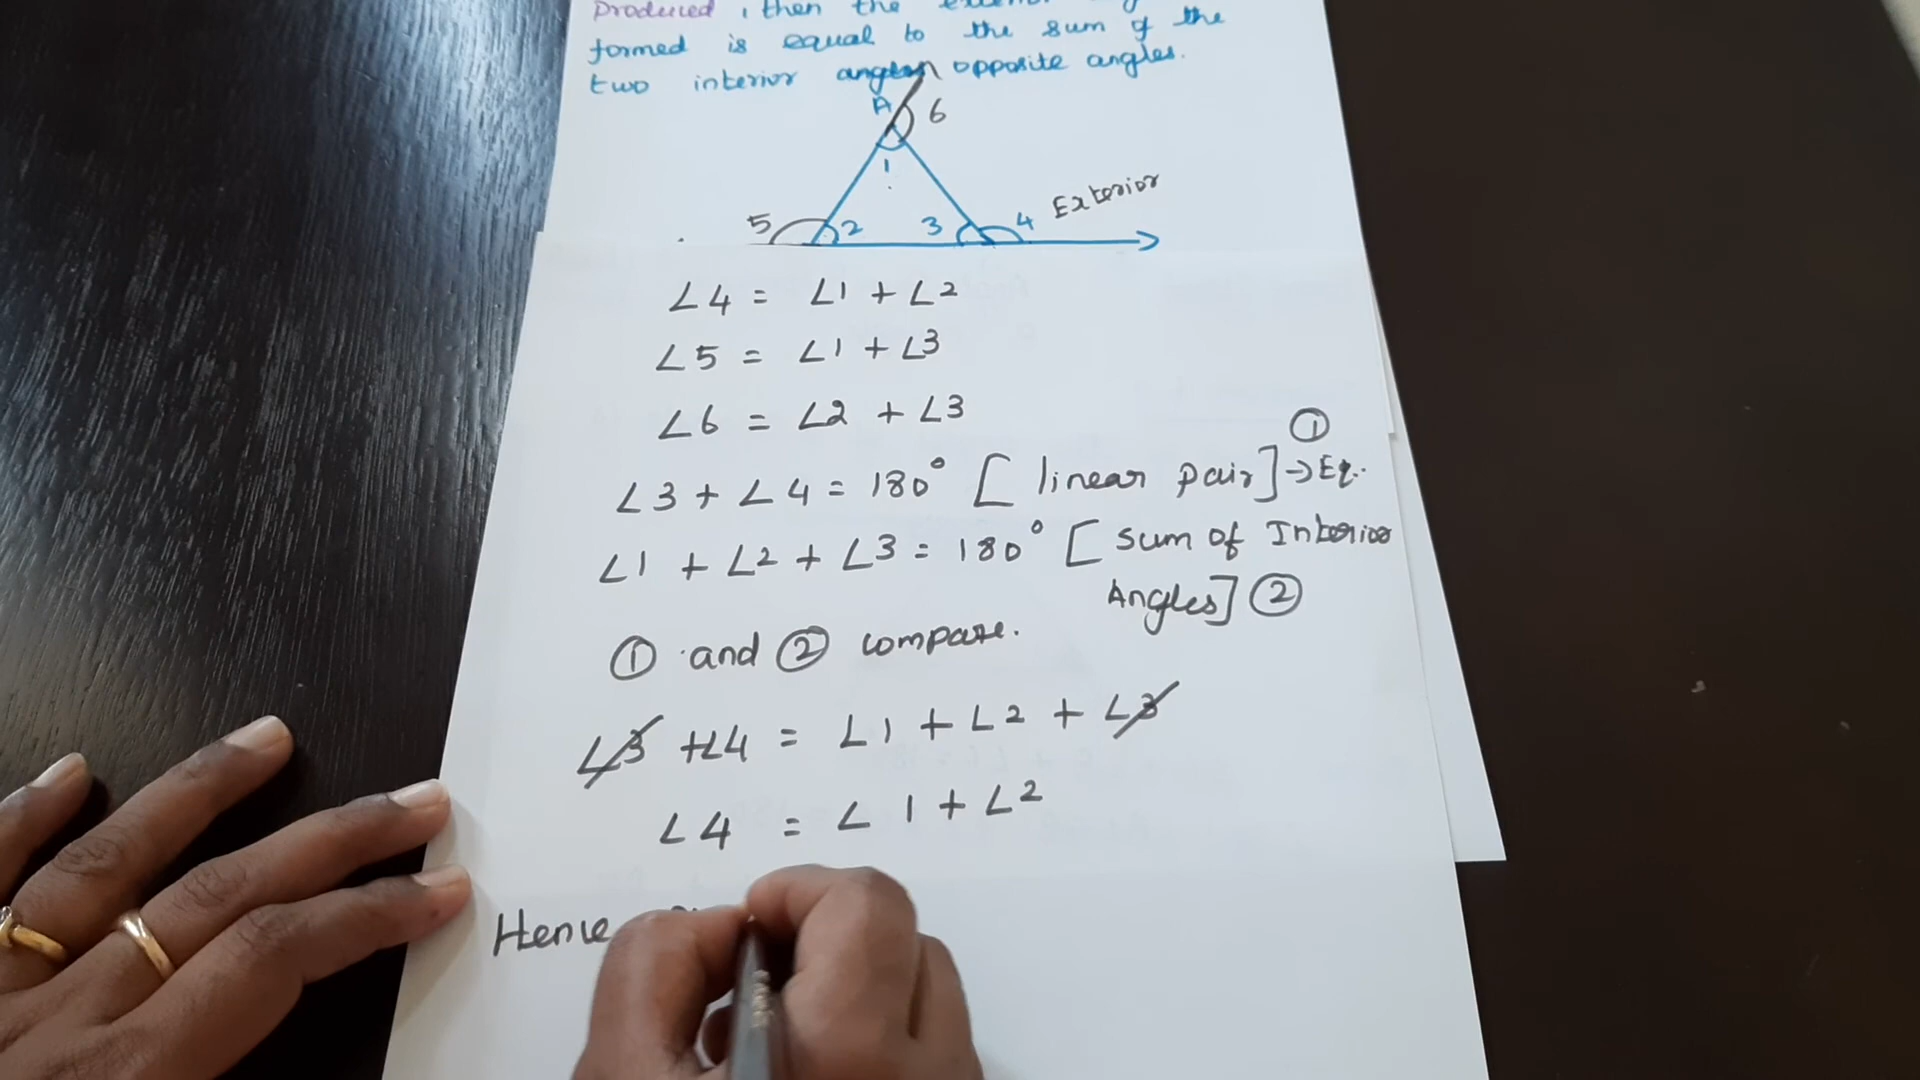 Produced, then the
formed is equal to the sum of the
two interior angles opposite angles.
A
6
1
5
2
3
4
Exterior
∠4 = ∠1 + ∠2
∠5 = ∠1 + ∠3
∠6 = ∠2 + ∠3
①
∠3 + ∠4 = 180° [linear pair] → Eq.
∠1 + ∠2 + ∠3 = 180° [sum of Interior
Angles] ②
① and ② compare.
∠3 + ∠4 = ∠1 + ∠2 + ∠3
∠4 = ∠1 + ∠2
Hence